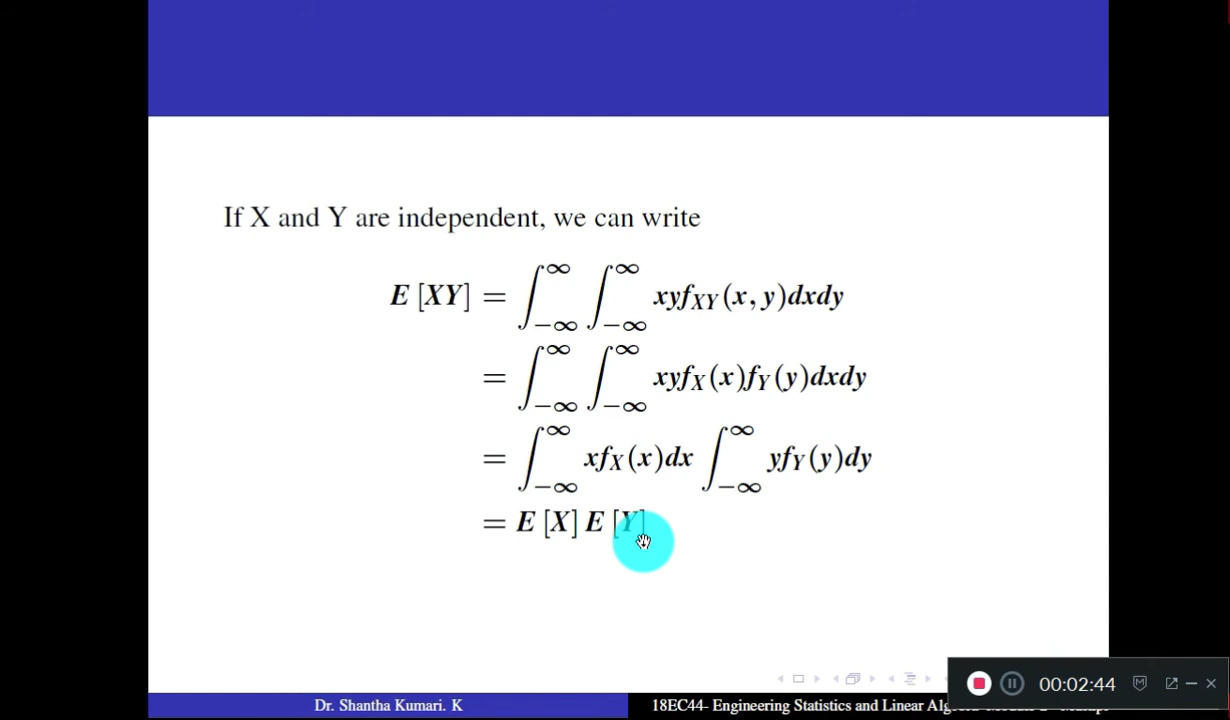 If X and Y are independent, we can write
E [XY] = ∫_{−∞}^{∞} ∫_{−∞}^{∞} xyf_{XY}(x, y)dxdy
= ∫_{−∞}^{∞} ∫_{−∞}^{∞} xyf_X(x)f_Y(y)dxdy
= ∫_{−∞}^{∞} xf_X(x)dx ∫_{−∞}^{∞} yf_Y(y)dy
= E [X] E [Y]
00:02:44
Dr. Shantha Kumari. K
18EC44- Engineering Statistics and Linear